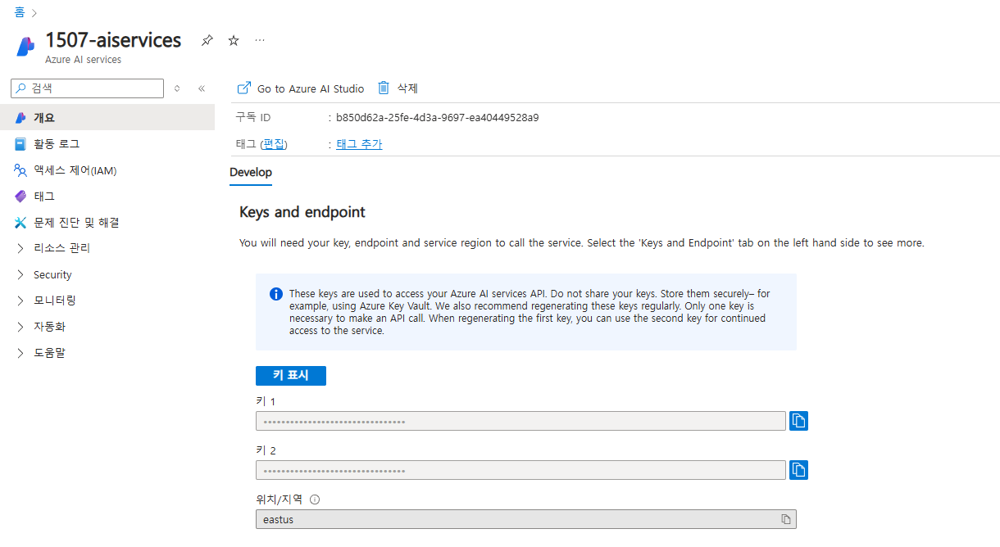 홈
1507-aiservices
Azure AI services
검색
Go to Azure AI Studio 삭제
개요
구독 ID : b850d62a-25fe-4d3a-9697-ea40449528a9
활동 로그
태그 (편집) : 태그 추가
액세스 제어(IAM)
Develop
태그
Keys and endpoint
문제 진단 및 해결
You will need your key, endpoint and service region to call the service. Select the 'Keys and Endpoint' tab on the left hand side to see more.
리소스 관리
Security
These keys are used to access your Azure AI services API. Do not share your keys. Store them securely– for
example, using Azure Key Vault. We also recommend regenerating these keys regularly. Only one key is
necessary to make an API call. When regenerating the first key, you can use the second key for continued
access to the service.
모니터링
자동화
도움말
키 표시
키 1
키 2
위치/지역
eastus